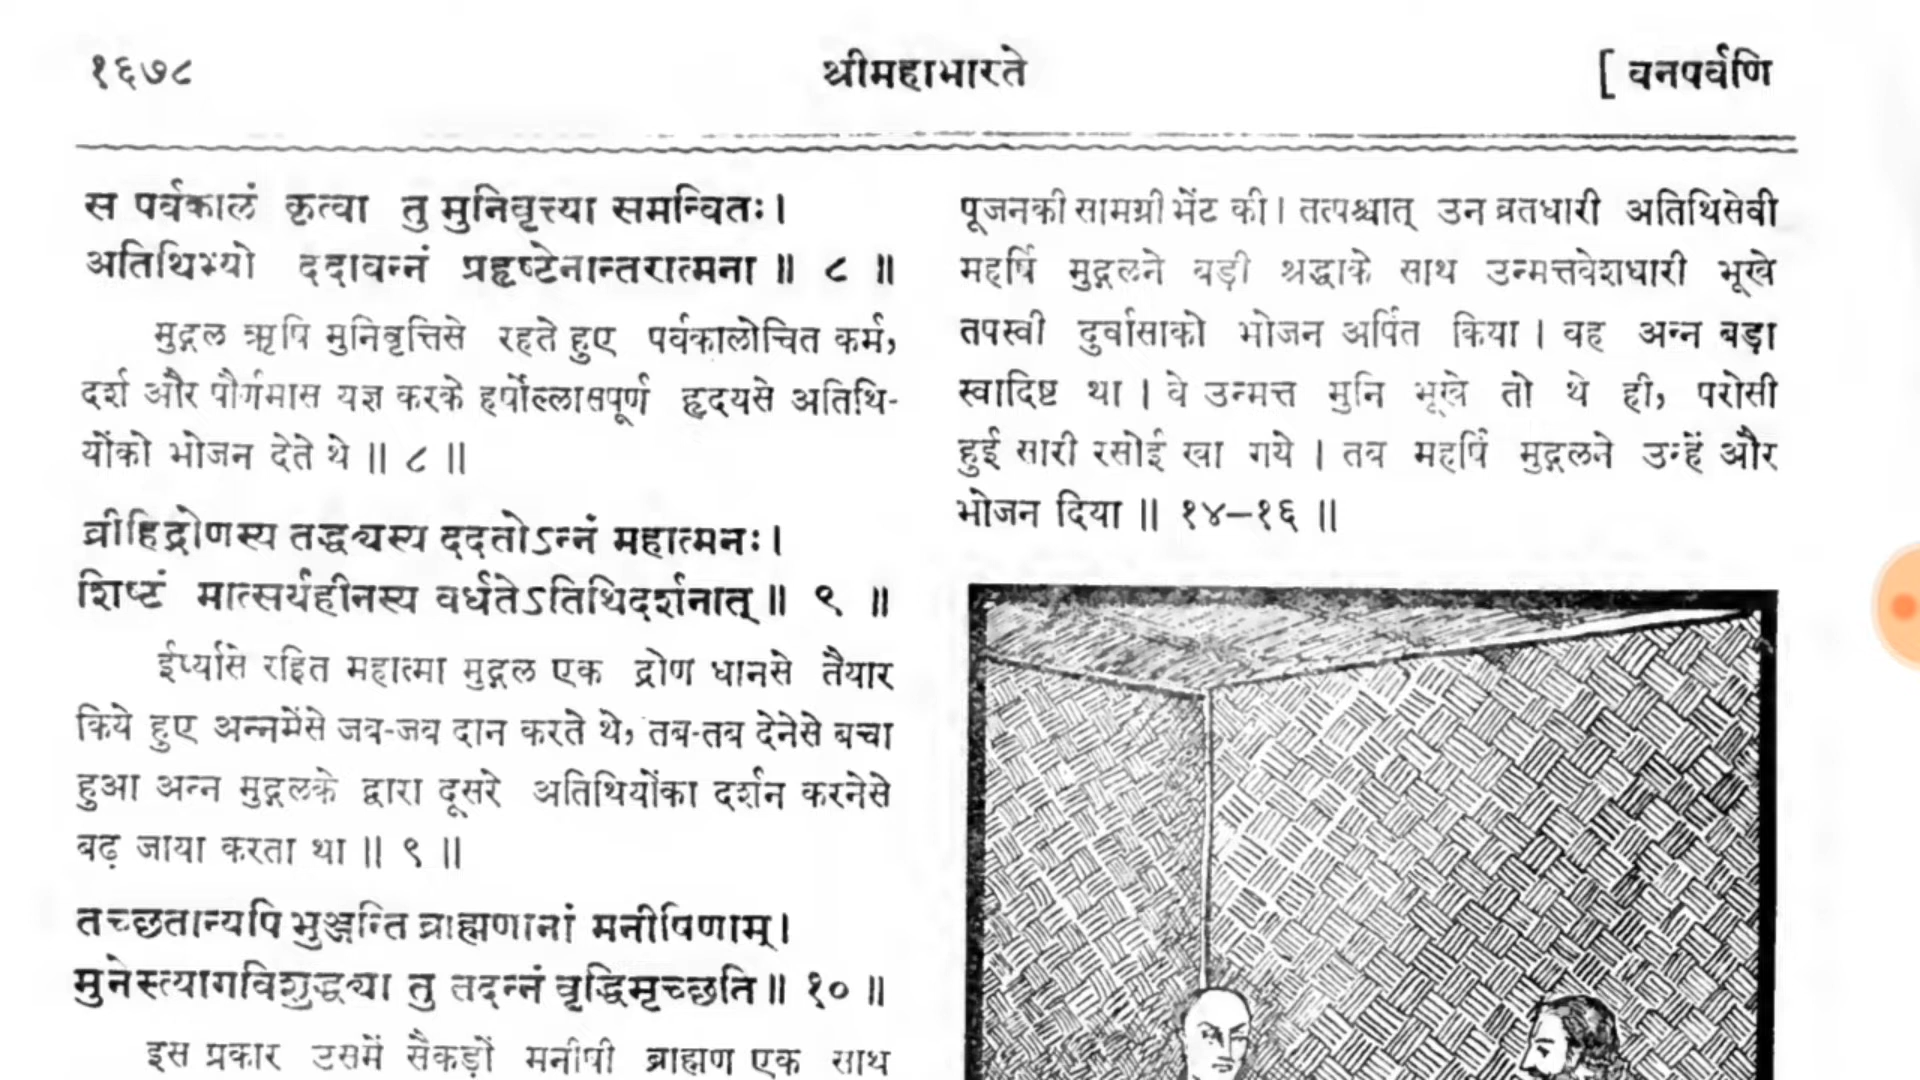 १६७८
श्रीमहाभारते
[ वनपर्वणि
स पर्वकालं कृत्वा तु मुनिवृत्त्या समन्वितः।
अतिथिभ्यो ददावन्नं प्रहृष्टेनान्तरात्मना ॥ ८ ॥
मुद्गल ऋषि मुनिवृत्तिसे रहते हुए पर्वकालोचित कर्म,
दर्श और पौर्णमास यज्ञ करके हर्षोल्लासपूर्ण हृदयसे अतिथि-
योंको भोजन देते थे ॥ ८ ॥
व्रीहिद्रोणस्य तद्ध्यस्य ददतोऽन्नं महात्मनः।
शिष्टं मात्सर्यहीनस्य वर्धतेऽतिथिदर्शनात् ॥ ९ ॥
ईर्ष्यासे रहित महात्मा मुद्गल एक द्रोण धानसे तैयार
किये हुए अन्नमेंसे जब-जब दान करते थे, तब-तब देनेसे बचा
हुआ अन्न मुद्गलके द्वारा दूसरे अतिथियोंका दर्शन करनेसे
बढ़ जाया करता था ॥ ९ ॥
तच्छतान्यपि भुञ्जन्ति ब्राह्मणानां मनीषिणाम्।
मुनेस्त्यागविशुद्ध्या तु तदन्नं वृद्धिमृच्छति ॥ १० ॥
इस प्रकार उसमें सैकड़ों मनीषी ब्राह्मण एक साथ
पूजनकी सामग्री भेंट की। तत्पश्चात् उन व्रतधारी अतिथिसेवी
महर्षि मुद्गलने बड़ी श्रद्धाके साथ उन्मत्तवेशधारी भूखे
तपस्वी दुर्वासाको भोजन अर्पित किया। वह अन्न बड़ा
स्वादिष्ट था। वे उन्मत्त मुनि भूखे तो थे ही, परोसी
हुई सारी रसोई खा गये। तब महर्षि मुद्गलने उन्हें और
भोजन दिया ॥ १४–१६ ॥